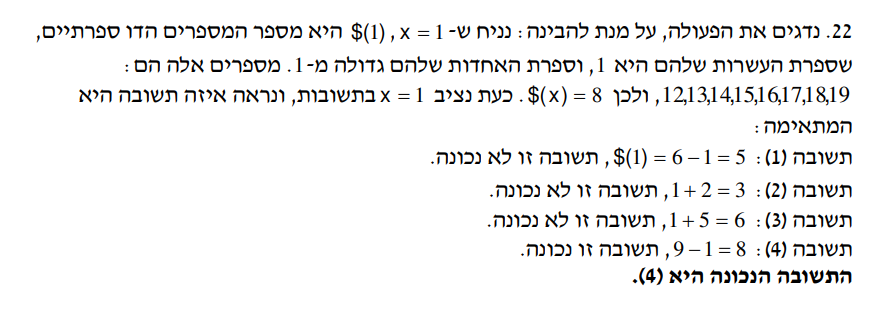 22. נדגים את הפעולה, על מנת להבינה: נניח ש- x = 1, $(1) היא מספר המספרים הדו ספרתיים,
שספרת העשרות שלהם היא 1, וספרת האחדות שלהם גדולה מ-1. מספרים אלה הם:
12,13,14,15,16,17,18,19, ולכן $(x) = 8. כעת נציב x = 1 בתשובות, ונראה איזה תשובה היא
המתאימה:
תשובה (1): $(1) = 6 − 1 = 5, תשובה זו לא נכונה.
תשובה (2): 1 + 2 = 3, תשובה זו לא נכונה.
תשובה (3): 1 + 5 = 6, תשובה זו לא נכונה.
תשובה (4): 9 − 1 = 8, תשובה זו נכונה.
התשובה הנכונה היא (4).